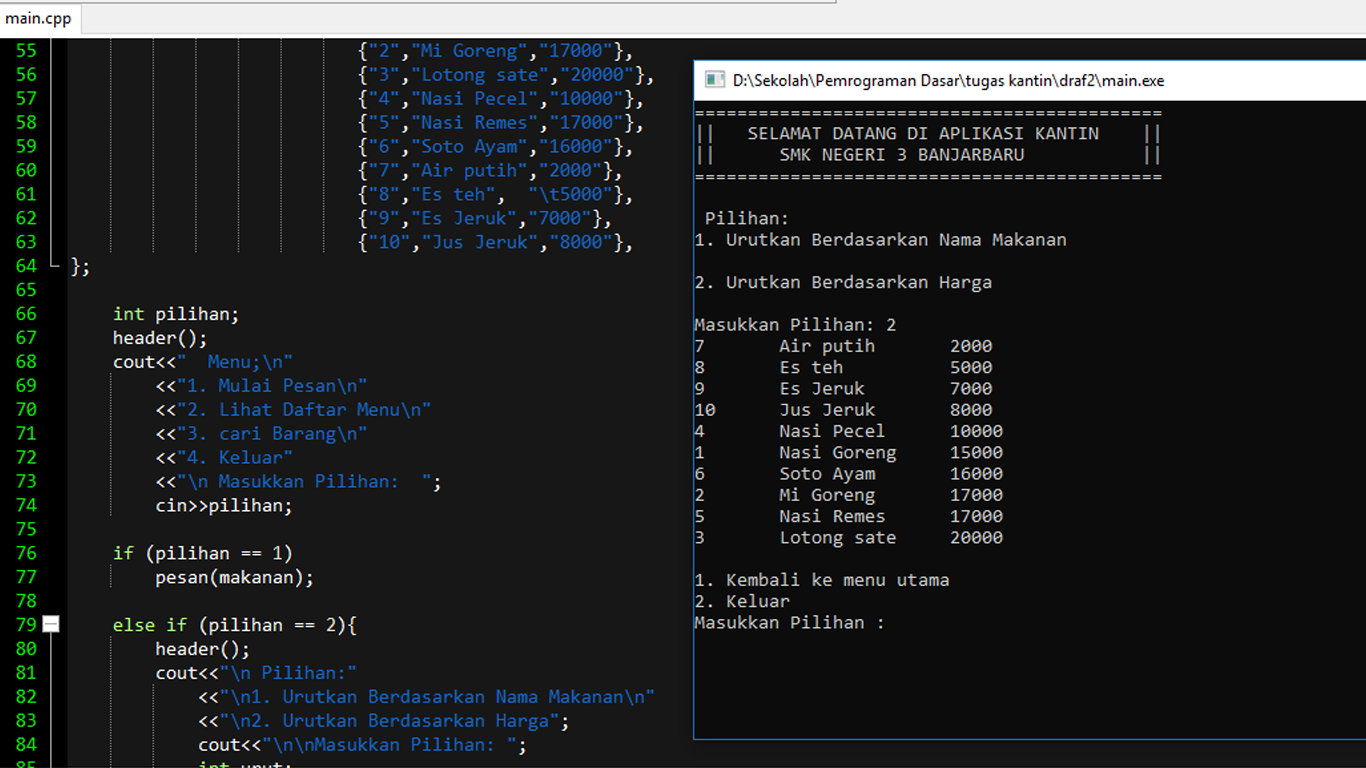 main.cpp
55 {"2","Mi Goreng","17000"},
56 {"3","Lotong sate","20000"},
57 {"4","Nasi Pecel","10000"},
58 {"5","Nasi Remes","17000"},
59 {"6","Soto Ayam","16000"},
60 {"7","Air putih","2000"},
61 {"8","Es teh", "\t5000"},
62 {"9","Es Jeruk","7000"},
63 {"10","Jus Jeruk","8000"},
64 };
65
66 int pilihan;
67 header();
68 cout<<" Menu;\n"
69 <<"1. Mulai Pesan\n"
70 <<"2. Lihat Daftar Menu\n"
71 <<"3. cari Barang\n"
72 <<"4. Keluar"
73 <<"\n Masukkan Pilihan: ";
74 cin>>pilihan;
75
76 if (pilihan == 1)
77 pesan(makanan);
78
79 else if (pilihan == 2){
80 header();
81 cout<<"\n Pilihan:"
82 <<"\n1. Urutkan Berdasarkan Nama Makanan\n"
83 <<"\n2. Urutkan Berdasarkan Harga";
84 cout<<"\n\nMasukkan Pilihan: ";
85 int urut;
D:\Sekolah\Pemrograman Dasar\tugas kantin\draf2\main.exe
============================================
|| SELAMAT DATANG DI APLIKASI KANTIN ||
|| SMK NEGERI 3 BANJARBARU ||
============================================
Pilihan:
1. Urutkan Berdasarkan Nama Makanan
2. Urutkan Berdasarkan Harga
Masukkan Pilihan: 2
7 Air putih 2000
8 Es teh 5000
9 Es Jeruk 7000
10 Jus Jeruk 8000
4 Nasi Pecel 10000
1 Nasi Goreng 15000
6 Soto Ayam 16000
2 Mi Goreng 17000
5 Nasi Remes 17000
3 Lotong sate 20000
1. Kembali ke menu utama
2. Keluar
Masukkan Pilihan :